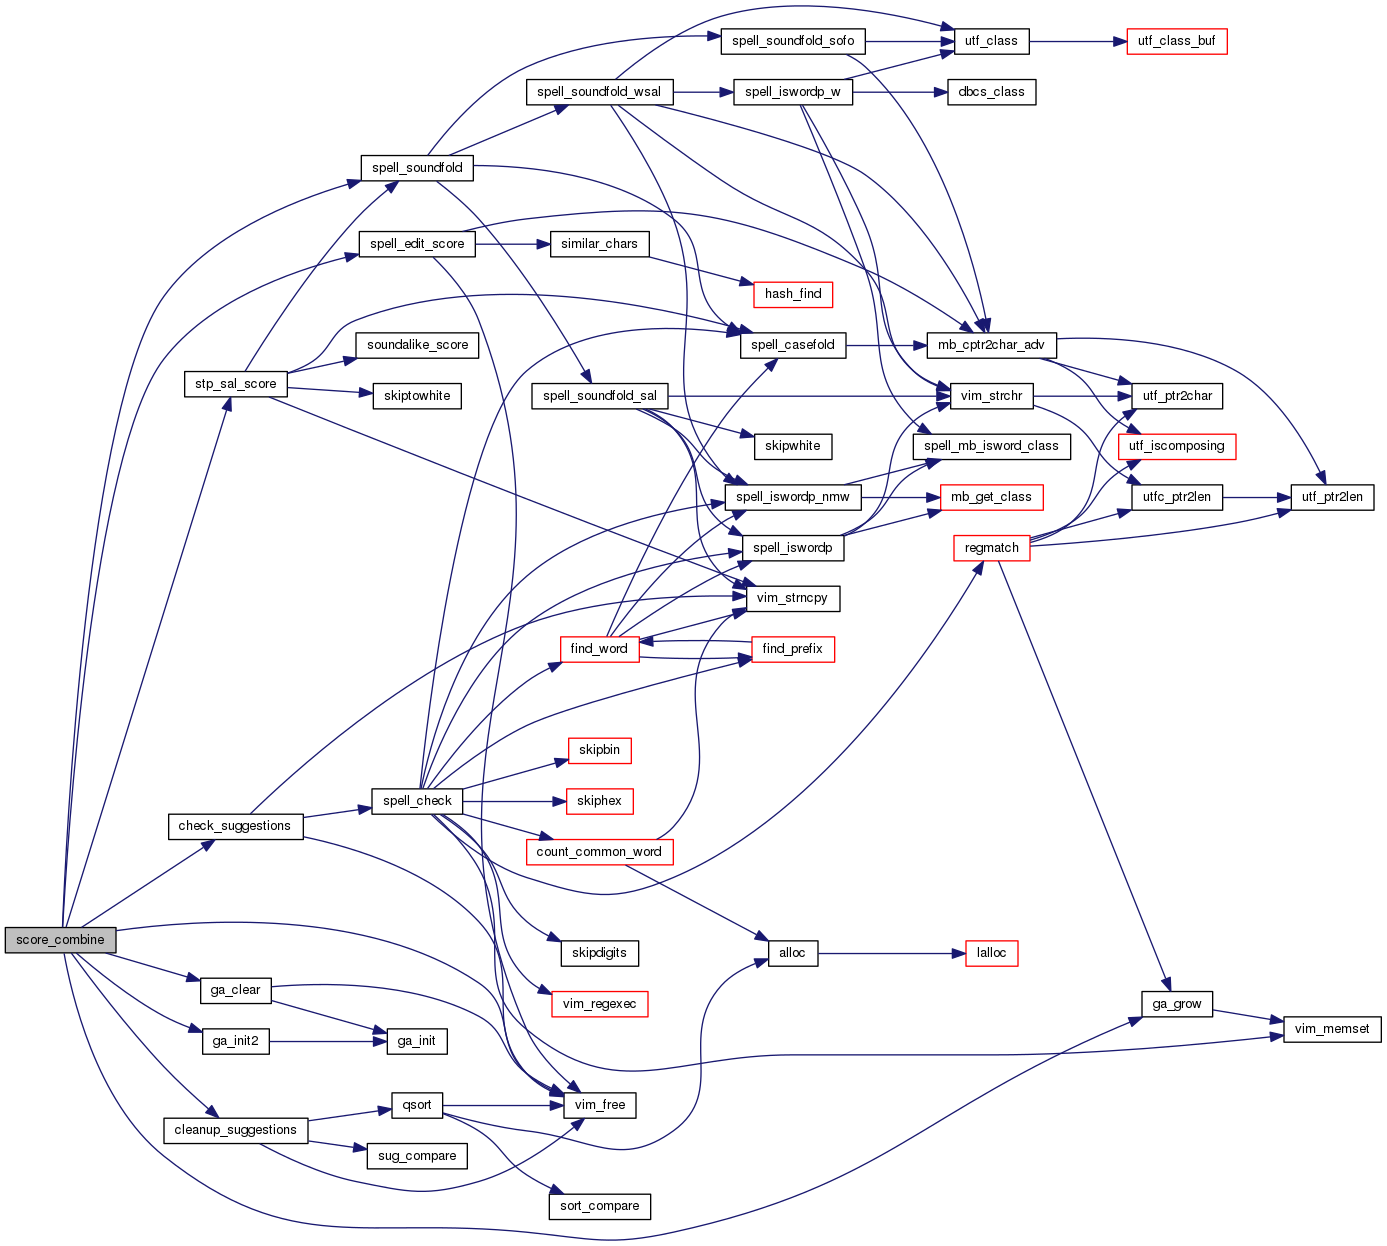 spell_soundfold_sofo
utf_class
utf_class_buf
spell_soundfold_wsal
spell_iswordp_w
dbcs_class
spell_soundfold
spell_edit_score
similar_chars
hash_find
soundalike_score
spell_casefold
mb_cptr2char_adv
stp_sal_score
skiptowhite
spell_soundfold_sal
vim_strchr
utf_ptr2char
skipwhite
spell_mb_isword_class
utf_iscomposing
spell_iswordp_nmw
mb_get_class
utfc_ptr2len
utf_ptr2len
spell_iswordp
regmatch
vim_strncpy
find_word
find_prefix
skipbin
spell_check
skiphex
check_suggestions
count_common_word
score_combine
skipdigits
alloc
lalloc
ga_clear
vim_regexec
ga_grow
ga_init2
ga_init
vim_memset
qsort
vim_free
cleanup_suggestions
sug_compare
sort_compare